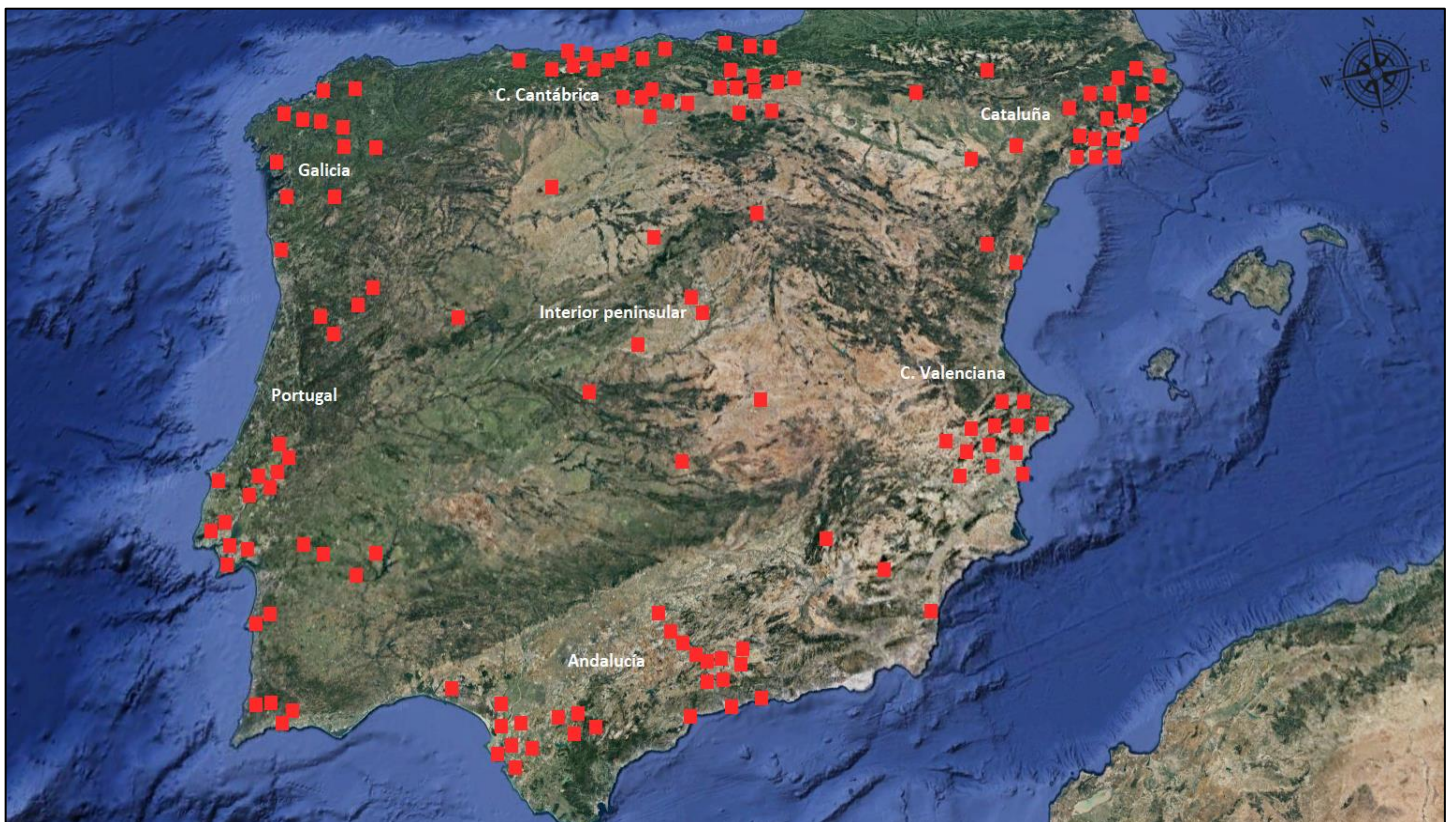 N
W
E
S
C. Cantábrica
Cataluña
Galicia
Interior peninsular
C. Valenciana
Portugal
Andalucía